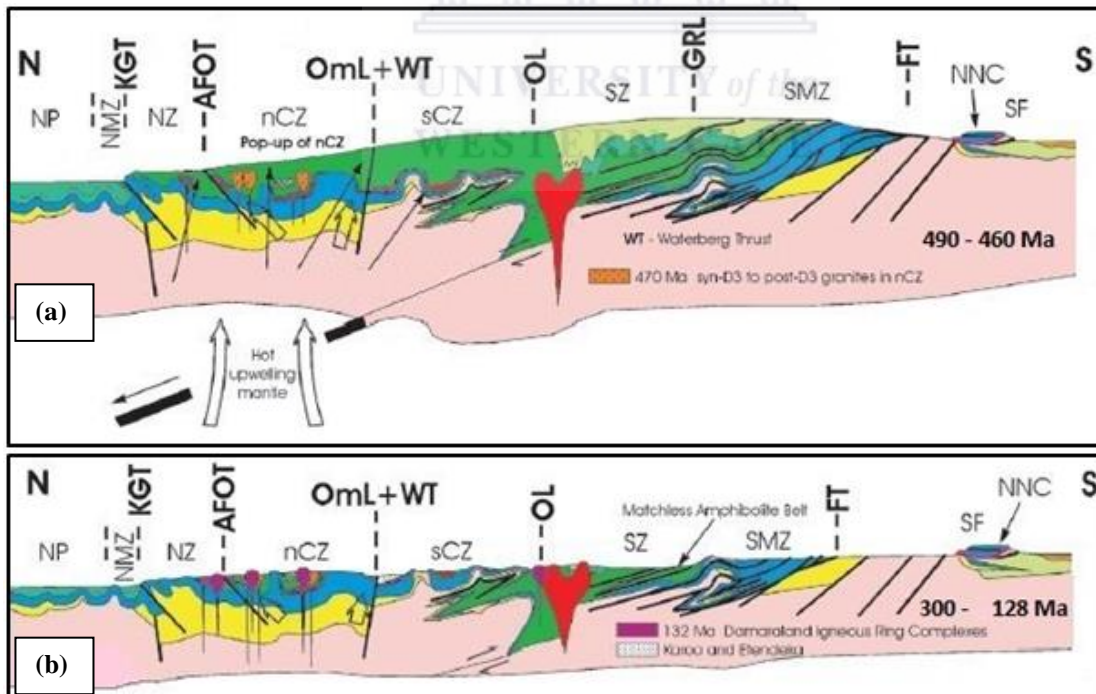 UNIVERSITY of the
WESTERN CAPE
N
NP
NMZ
KGT
NZ
AFOT
nCZ
Pop-up of nCZ
OmL+WT
sCZ
OL
SZ
GRL
SMZ
FT
NNC
SF
S
WT - Waterberg Thrust
470 Ma syn-D3 to post-D3 granites in nCZ
490 - 460 Ma
(a)
Hot
upwelling
mantle
N
NP
NMZ
KGT
NZ
AFOT
nCZ
OmL+WT
sCZ
OL
Matchless Amphibolite Belt
SZ
SMZ
FT
SF
NNC
S
300 - 128 Ma
132 Ma Damaraland Igneous Ring Complexes
Karoo and Etendeka
(b)